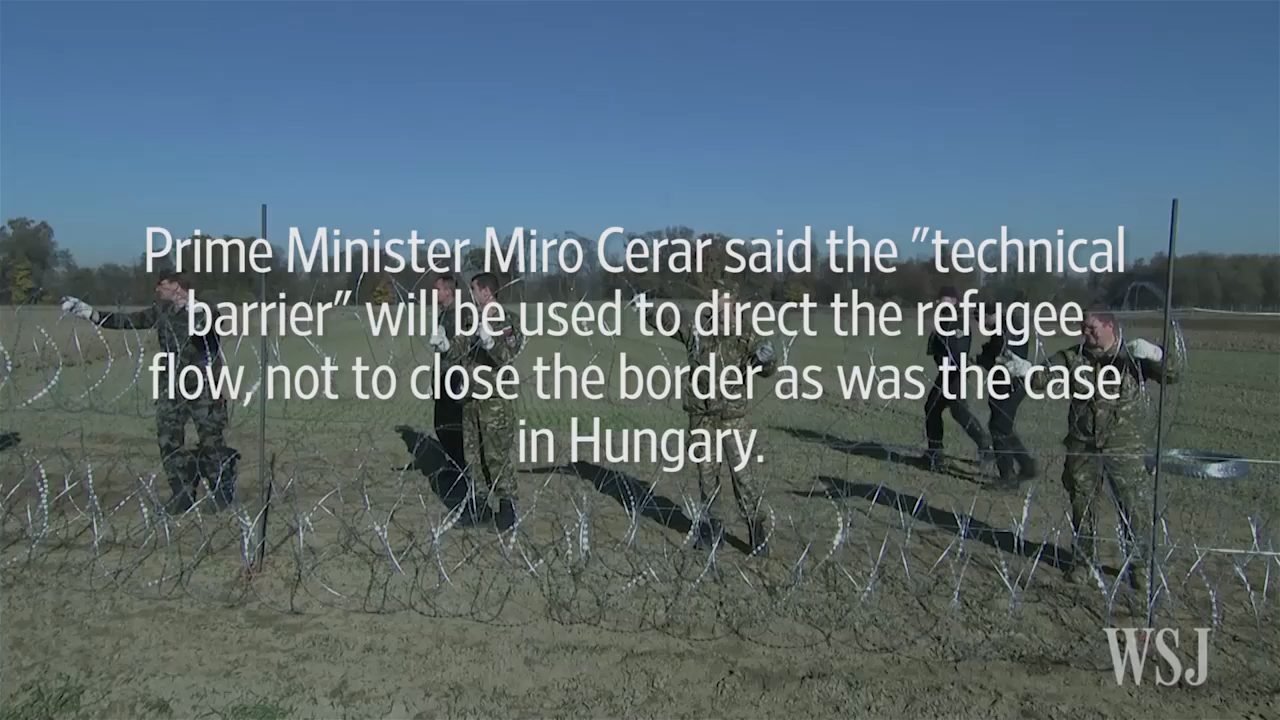 Prime Minister Miro Cerar said the "technical
barrier" will be used to direct the refugee
flow, not to close the border as was the case
in Hungary.
WSJ